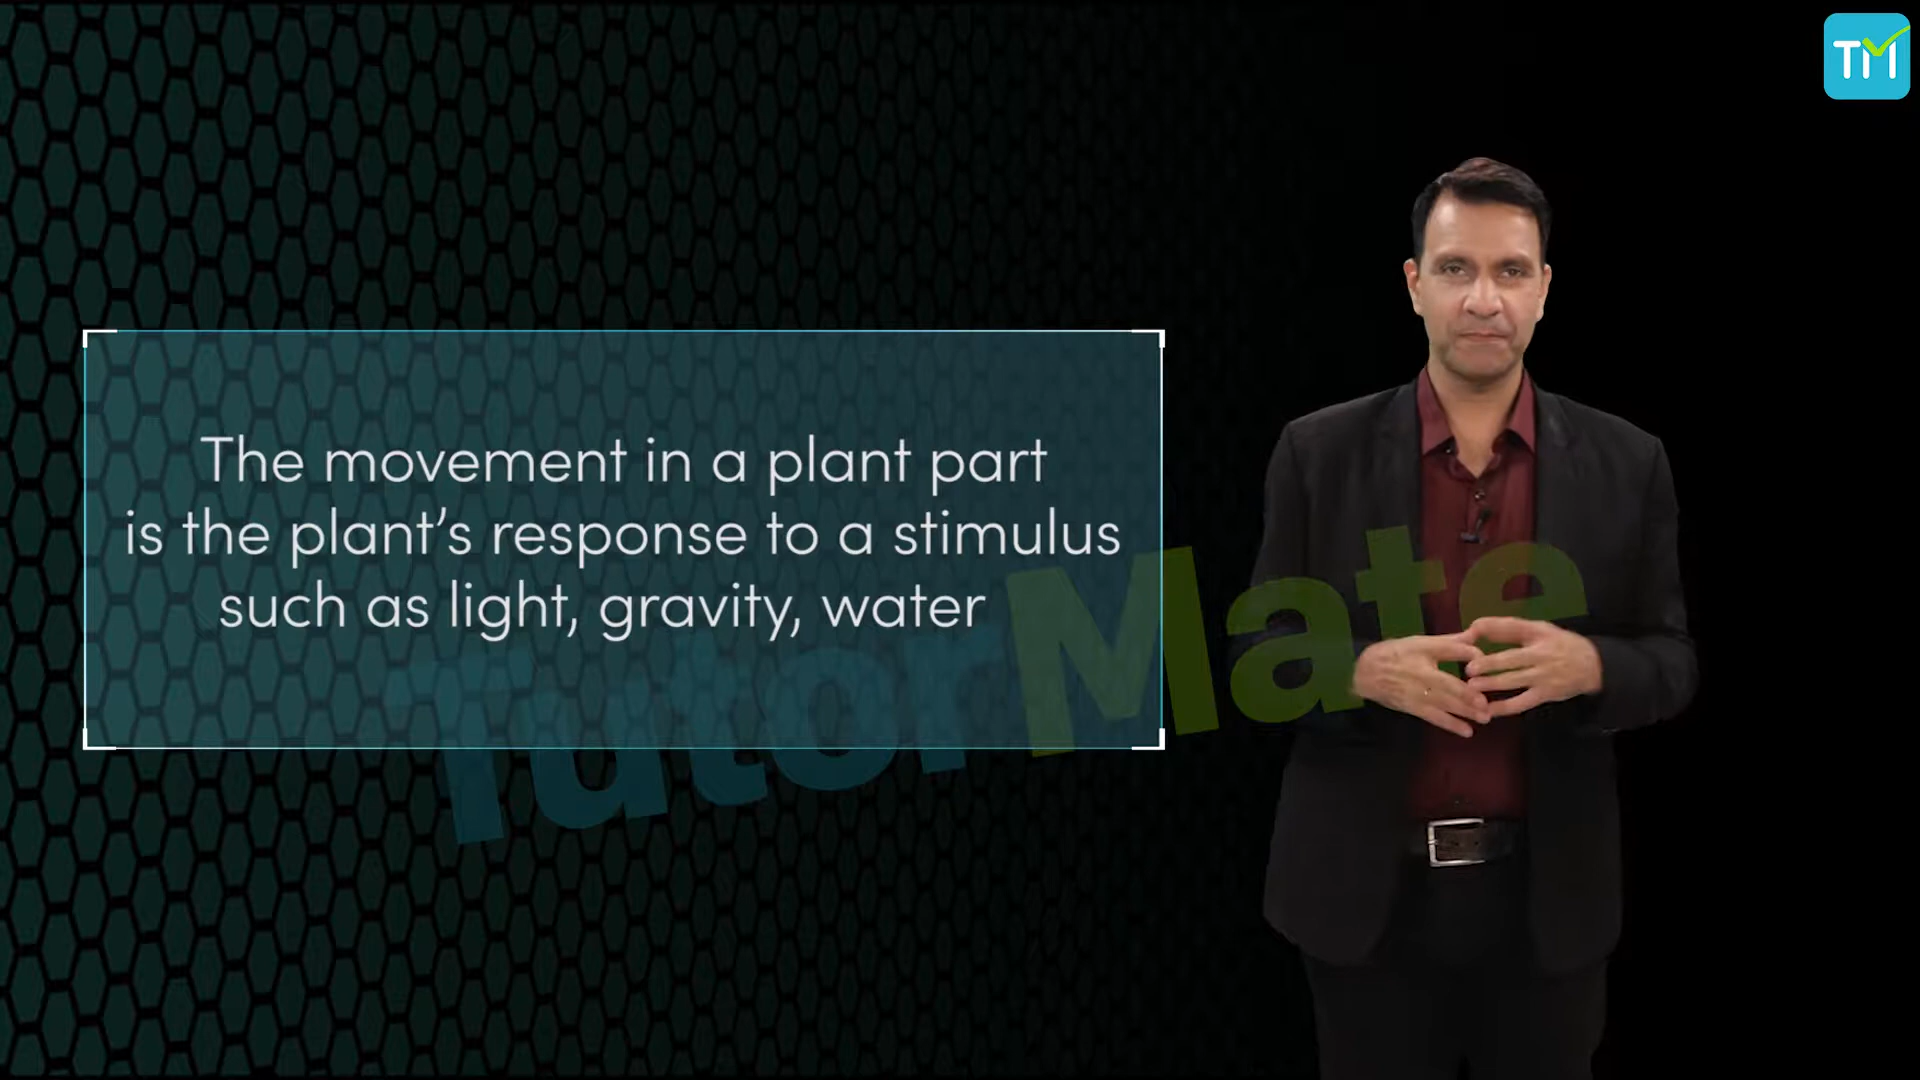 TM
The movement in a plant part
is the plant's response to a stimulus
such as light, gravity, water
TutorMate